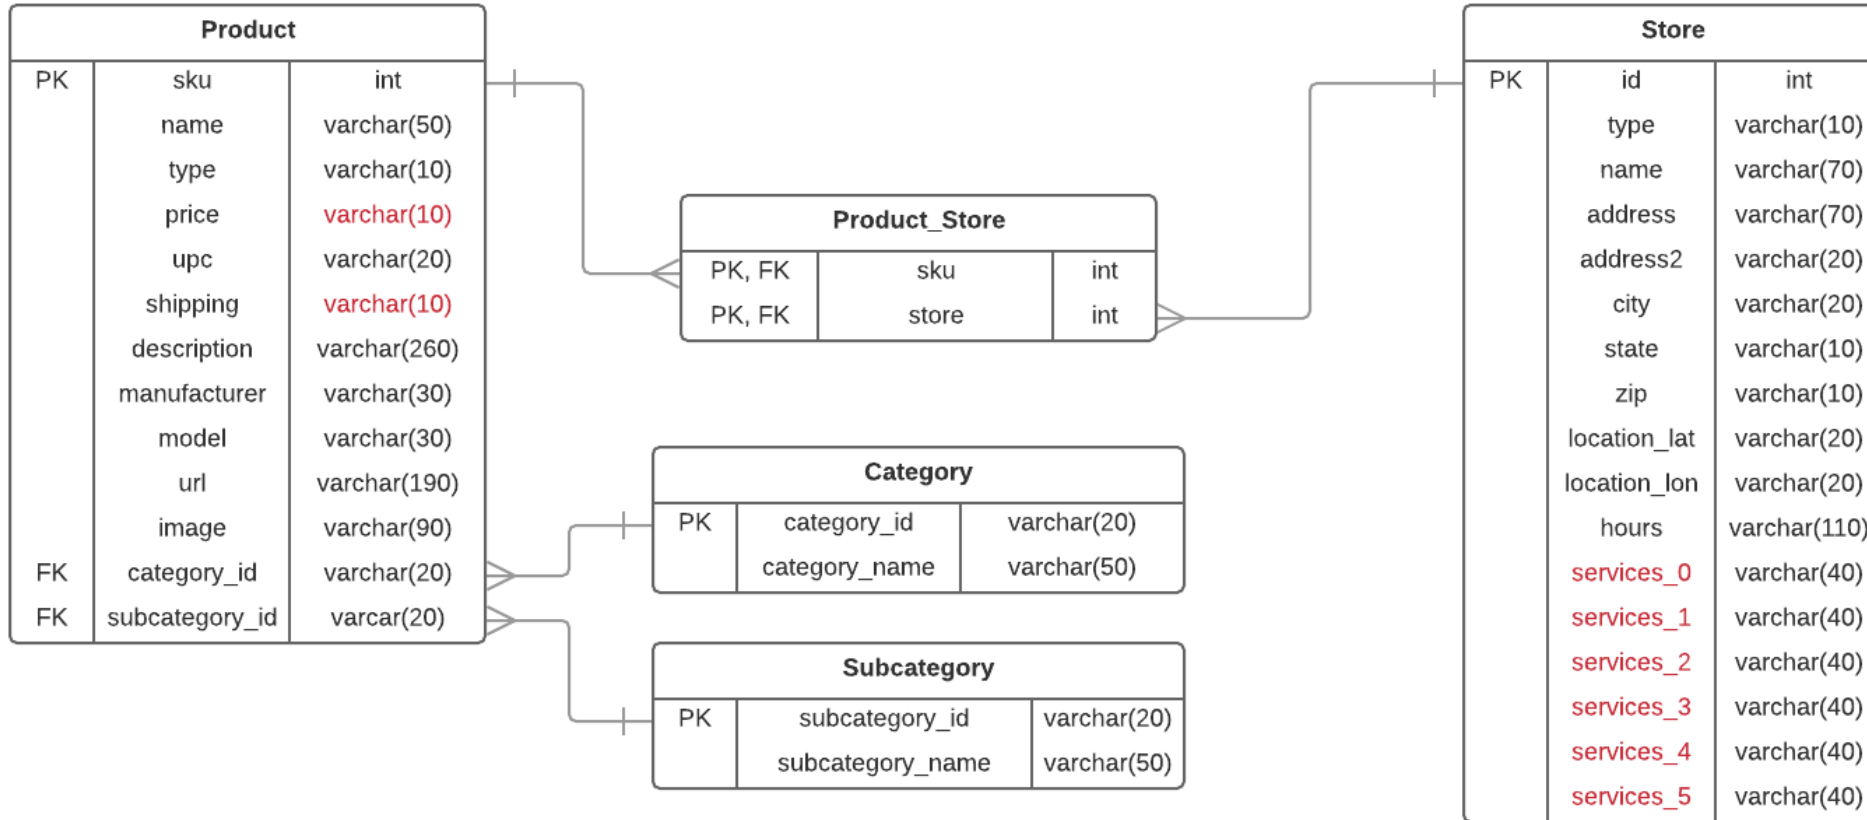 Product
PK sku int
name varchar(50)
type varchar(10)
price varchar(10)
upc varchar(20)
shipping varchar(10)
description varchar(260)
manufacturer varchar(30)
model varchar(30)
url varchar(190)
image varchar(90)
FK category_id varchar(20)
FK subcategory_id varcar(20)
Product_Store
PK, FK sku int
PK, FK store int
Category
PK category_id varchar(20)
category_name varchar(50)
Subcategory
PK subcategory_id varchar(20)
subcategory_name varchar(50)
Store
PK id int
type varchar(10)
name varchar(70)
address varchar(70)
address2 varchar(20)
city varchar(20)
state varchar(10)
zip varchar(10)
location_lat varchar(20)
location_lon varchar(20)
hours varchar(110)
services_0 varchar(40)
services_1 varchar(40)
services_2 varchar(40)
services_3 varchar(40)
services_4 varchar(40)
services_5 varchar(40)